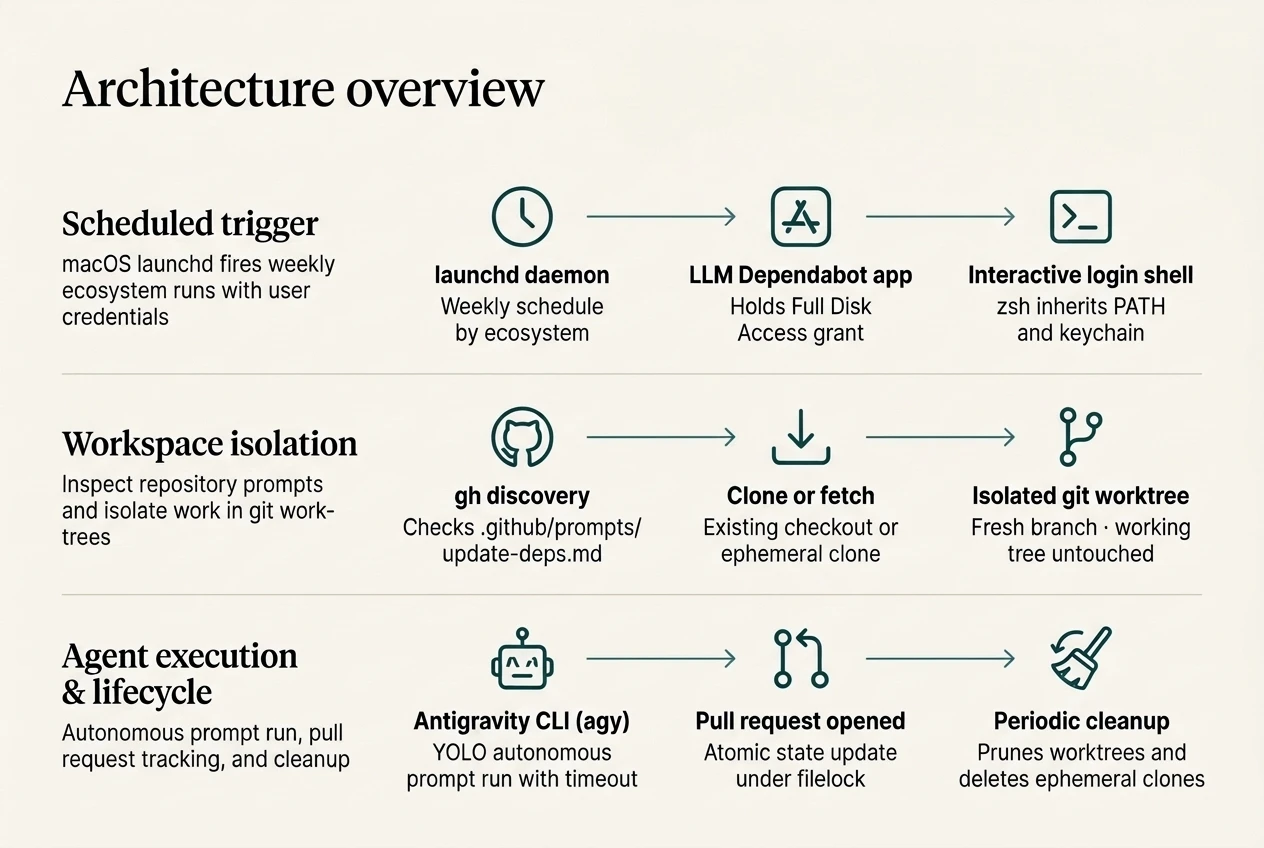 Architecture overview
Scheduled trigger
macOS launchd fires weekly
ecosystem runs with user
credentials
launchd daemon
Weekly schedule
by ecosystem
LLM Dependabot app
Holds Full Disk
Access grant
Interactive login shell
zsh inherits PATH
and keychain
Workspace isolation
Inspect repository prompts
and isolate work in git work-
trees
gh discovery
Checks .github/prompts/
update-deps.md
Clone or fetch
Existing checkout or
ephemeral clone
Isolated git worktree
Fresh branch · working
tree untouched
Agent execution
& lifecycle
Autonomous prompt run, pull
request tracking, and cleanup
Antigravity CLI (agy)
YOLO autonomous
prompt run with timeout
Pull request opened
Atomic state update
under filelock
Periodic cleanup
Prunes worktrees and
deletes ephemeral clones